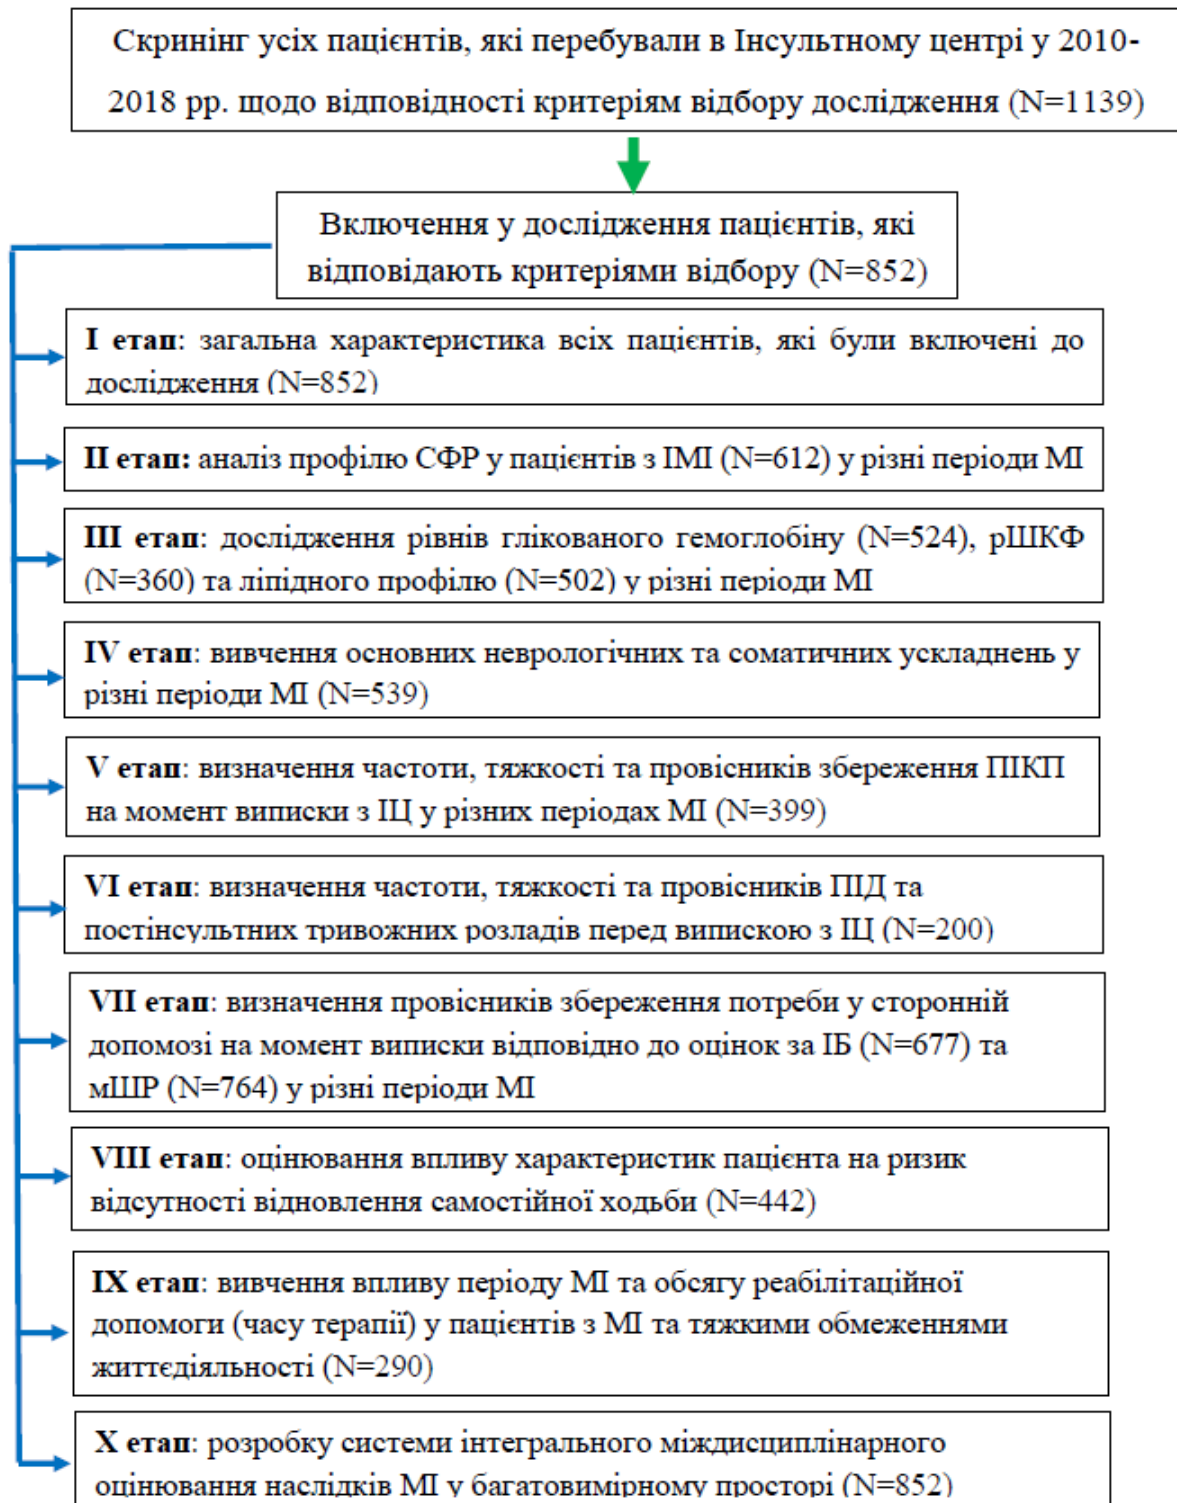 Скринінг усіх пацієнтів, які перебували в Інсультному центрі у 2010-
2018 рр. щодо відповідності критеріям відбору дослідження (N=1139)
Включення у дослідження пацієнтів, які
відповідають критеріями відбору (N=852)
I етап: загальна характеристика всіх пацієнтів, які були включені до
дослідження (N=852)
II етап: аналіз профілю СФР у пацієнтів з ІМІ (N=612) у різні періоди МІ
III етап: дослідження рівнів глікованого гемоглобіну (N=524), рШКФ
(N=360) та ліпідного профілю (N=502) у різні періоди МІ
IV етап: вивчення основних неврологічних та соматичних ускладнень у
різні періоди МІ (N=539)
V етап: визначення частоти, тяжкості та провісників збереження ПІКП
на момент виписки з ІЦ у різних періодах МІ (N=399)
VI етап: визначення частоти, тяжкості та провісників ПІД та
постінсультних тривожних розладів перед випискою з ІЦ (N=200)
VII етап: визначення провісників збереження потреби у сторонній
допомозі на момент виписки відповідно до оцінок за ІБ (N=677) та
мШР (N=764) у різні періоди МІ
VIII етап: оцінювання впливу характеристик пацієнта на ризик
відсутності відновлення самостійної ходьби (N=442)
IX етап: вивчення впливу періоду МІ та обсягу реабілітаційної
допомоги (часу терапії) у пацієнтів з МІ та тяжкими обмеженнями
життєдіяльності (N=290)
X етап: розробку системи інтегрального міждисциплінарного
оцінювання наслідків МІ у багатовимірному просторі (N=852)